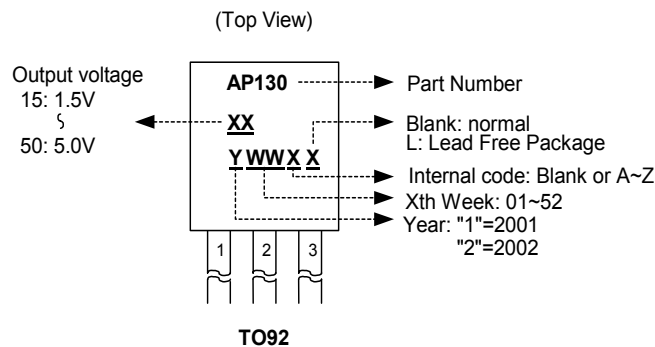 (Top View)
Output voltage
15: 1.5V
50: 5.0V
AP130
XX
Y WW X X
Part Number
Blank: normal
L: Lead Free Package
Internal code: Blank or A~Z
Xth Week: 01~52
Year: "1"=2001
"2"=2002
1 2 3
TO92